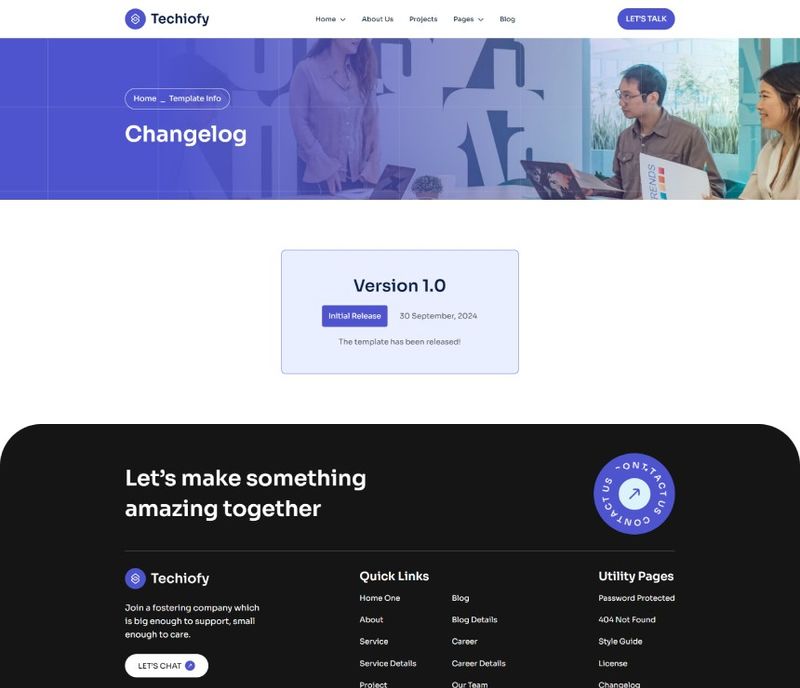 Techiofy
Home About Us Projects Pages Blog
LET'S TALK
Home _ Template Info
Changelog
RENDS
Version 1.0
Initial Release 30 September, 2024
The template has been released!
Let's make something
amazing together
CONTACT US ~ONT.TACT US
Techiofy
Join a fostering company which
is big enough to support, small
enough to care.
LET'S CHAT
Quick Links
Home One
About
Service
Service Details
Project
Blog
Blog Details
Career
Career Details
Our Team
Utility Pages
Password Protected
404 Not Found
Style Guide
License
Changelog